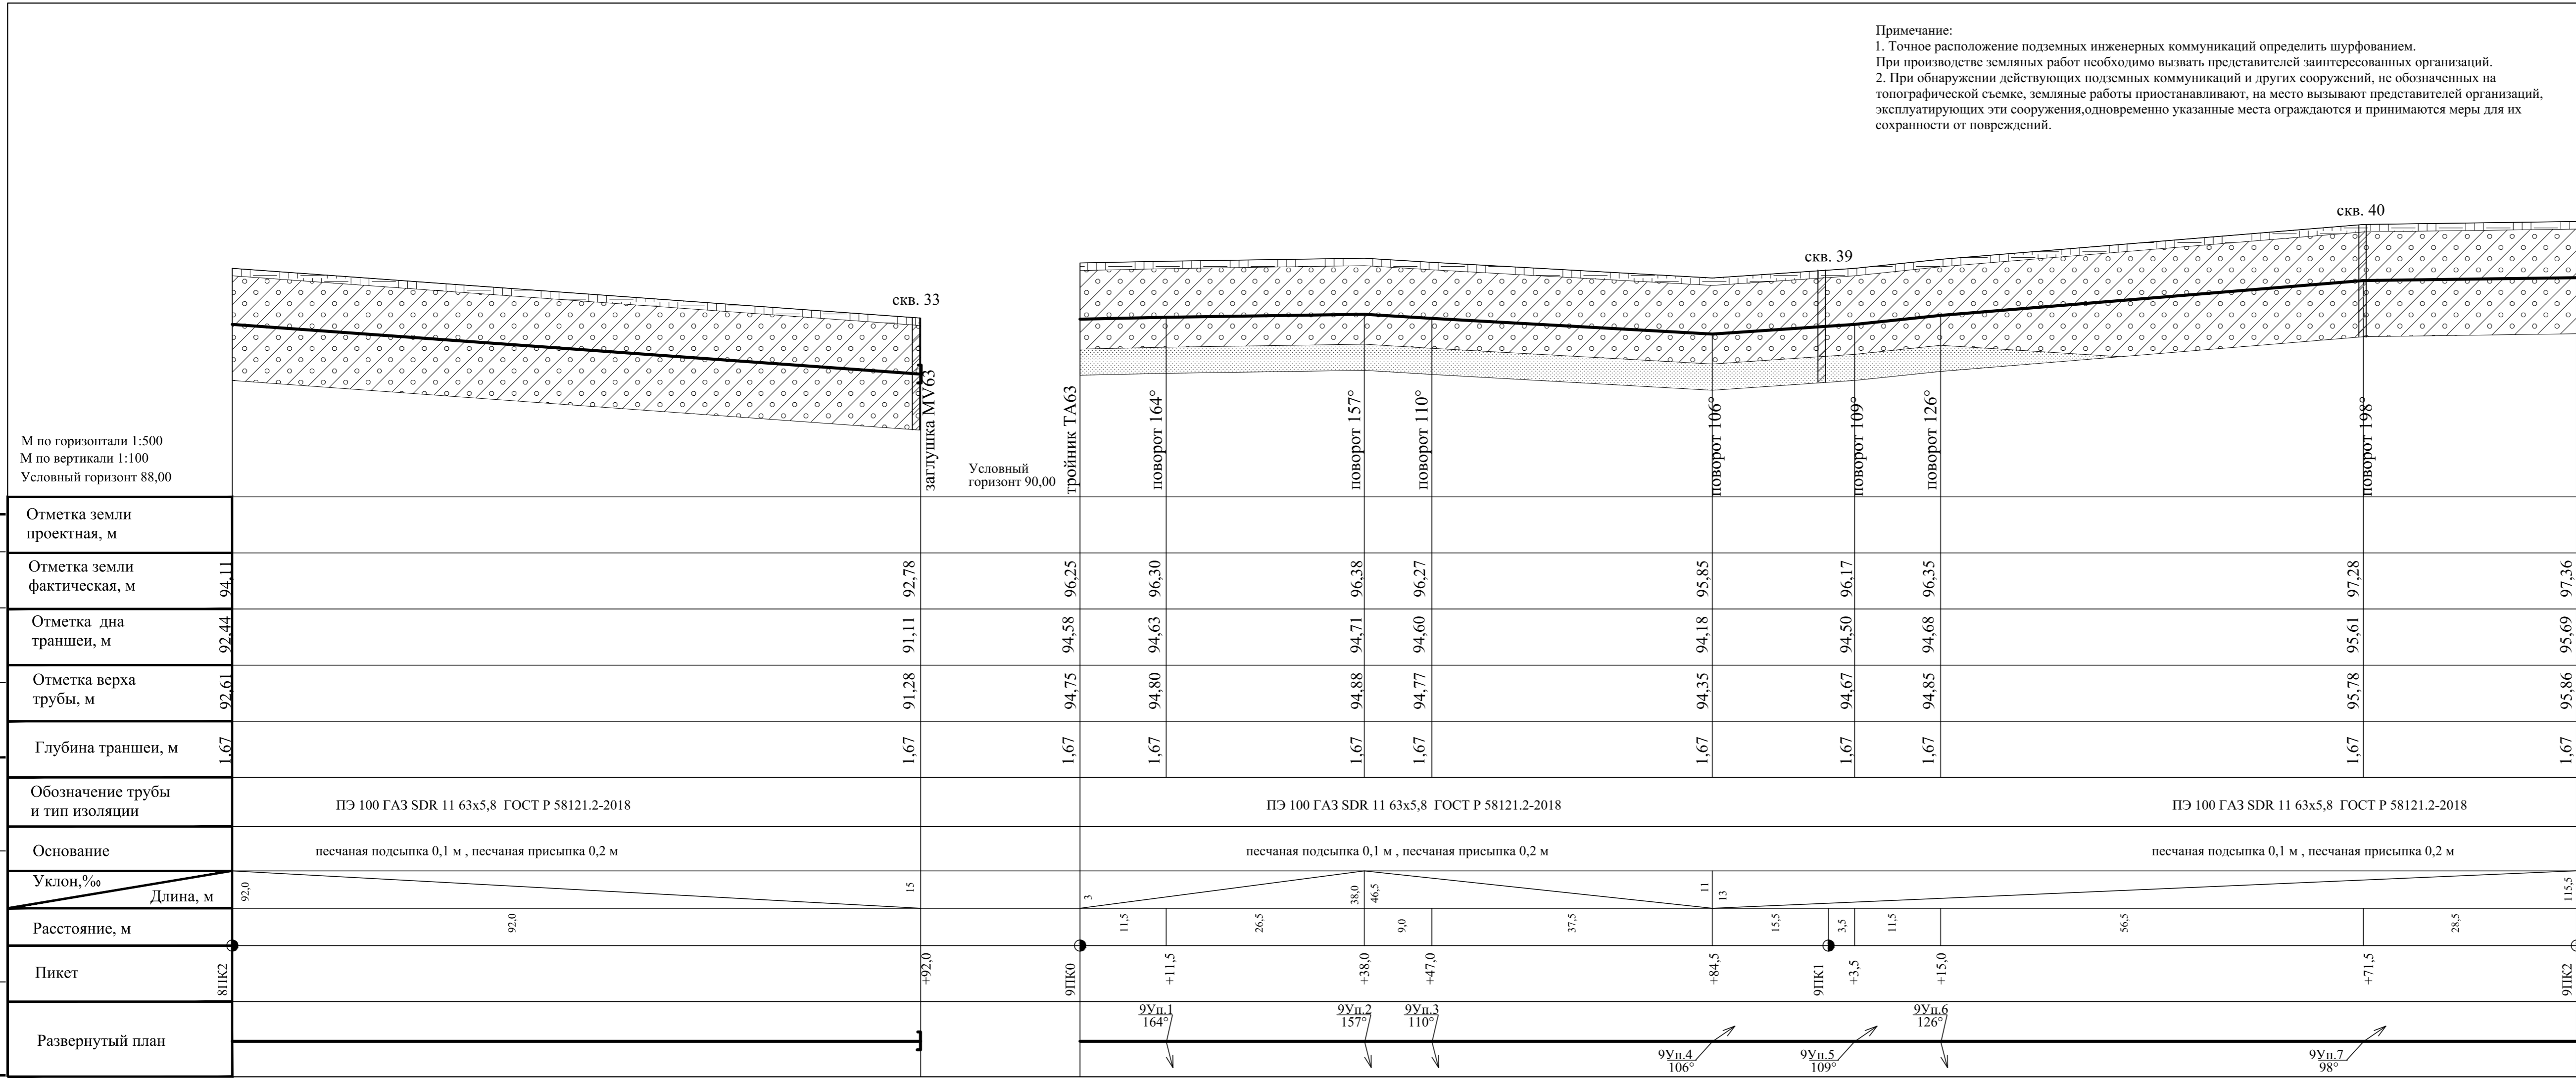 Примечание:
1. Точное расположение подземных инженерных коммуникаций определить шурфованием.
При производстве земляных работ необходимо вызвать представителей заинтересованных организаций.
2. При обнаружении действующих подземных коммуникаций и других сооружений, не обозначенных на
топографической съемке, земляные работы приостанавливают, на место вызывают представителей организаций,
эксплуатирующих эти сооружения,одновременно указанные места ограждаются и принимаются меры для их
сохранности от повреждений.
скв. 33
скв. 39
скв. 40
заглушка MV63
тройник ТА63
поворот 164°
поворот 157°
поворот 110°
поворот 106°
поворот 109°
поворот 126°
поворот 198°
М по горизонтали 1:500
М по вертикали 1:100
Условный горизонт 88,00
Условный
горизонт 90,00
Отметка земли
проектная, м
Отметка земли
фактическая, м
94,11 92,78 96,25 96,30 96,38 96,27 95,85 96,17 96,35 97,28 97,36
Отметка дна
траншеи, м
92,44 91,11 94,58 94,63 94,71 94,60 94,18 94,50 94,68 95,61 95,69
Отметка верха
трубы, м
92,61 91,28 94,75 94,80 94,88 94,77 94,35 94,67 94,85 95,78 95,86
Глубина траншеи, м
1,67 1,67 1,67 1,67 1,67 1,67 1,67 1,67 1,67 1,67 1,67
Обозначение трубы
и тип изоляции
ПЭ 100 ГАЗ SDR 11 63х5,8 ГОСТ Р 58121.2-2018
ПЭ 100 ГАЗ SDR 11 63х5,8 ГОСТ Р 58121.2-2018
ПЭ 100 ГАЗ SDR 11 63х5,8 ГОСТ Р 58121.2-2018
Основание
песчаная подсыпка 0,1 м , песчаная присыпка 0,2 м
песчаная подсыпка 0,1 м , песчаная присыпка 0,2 м
песчаная подсыпка 0,1 м , песчаная присыпка 0,2 м
Уклон,‰
Длина, м
92,0 15 3 38,0 46,5 11 13 115,5
Расстояние, м
92,0 11,5 26,5 9,0 37,5 15,5 3,5 11,5 56,5 28,5
Пикет
8ПК2 +92,0 9ПК0 +11,5 +38,0 +47,0 +84,5 9ПК1 +3,5 +15,0 +71,5 9ПК2
Развернутый план
9Уп.1
164°
9Уп.2
157°
9Уп.3
110°
9Уп.4
106°
9Уп.5
109°
9Уп.6
126°
9Уп.7
98°